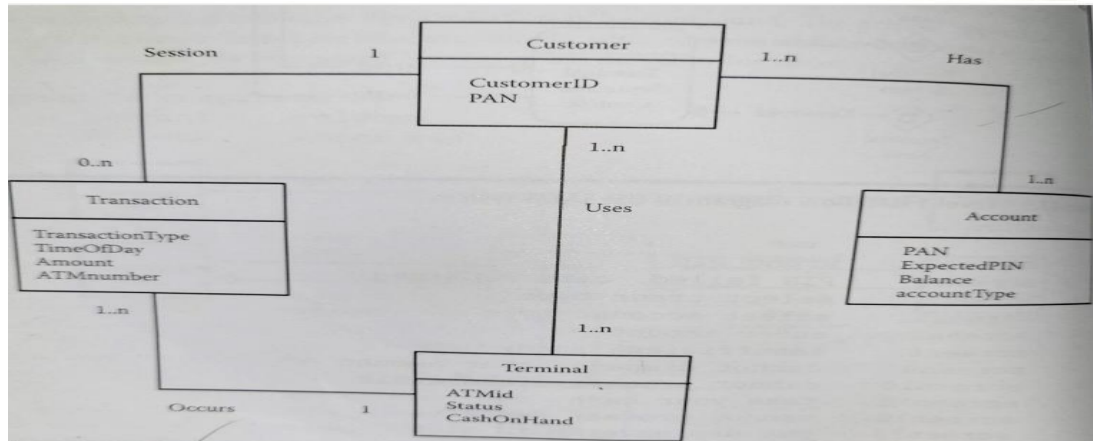 Session
1
Customer
1..n
Has
CustomerID
PAN
0..n
1..n
1..n
Transaction
Uses
Account
TransactionType
TimeOfDay
Amount
ATMnumber
PAN
ExpectedPIN
Balance
accountType
1..n
1..n
Terminal
ATMid
Status
CashOnHand
Occurs
1